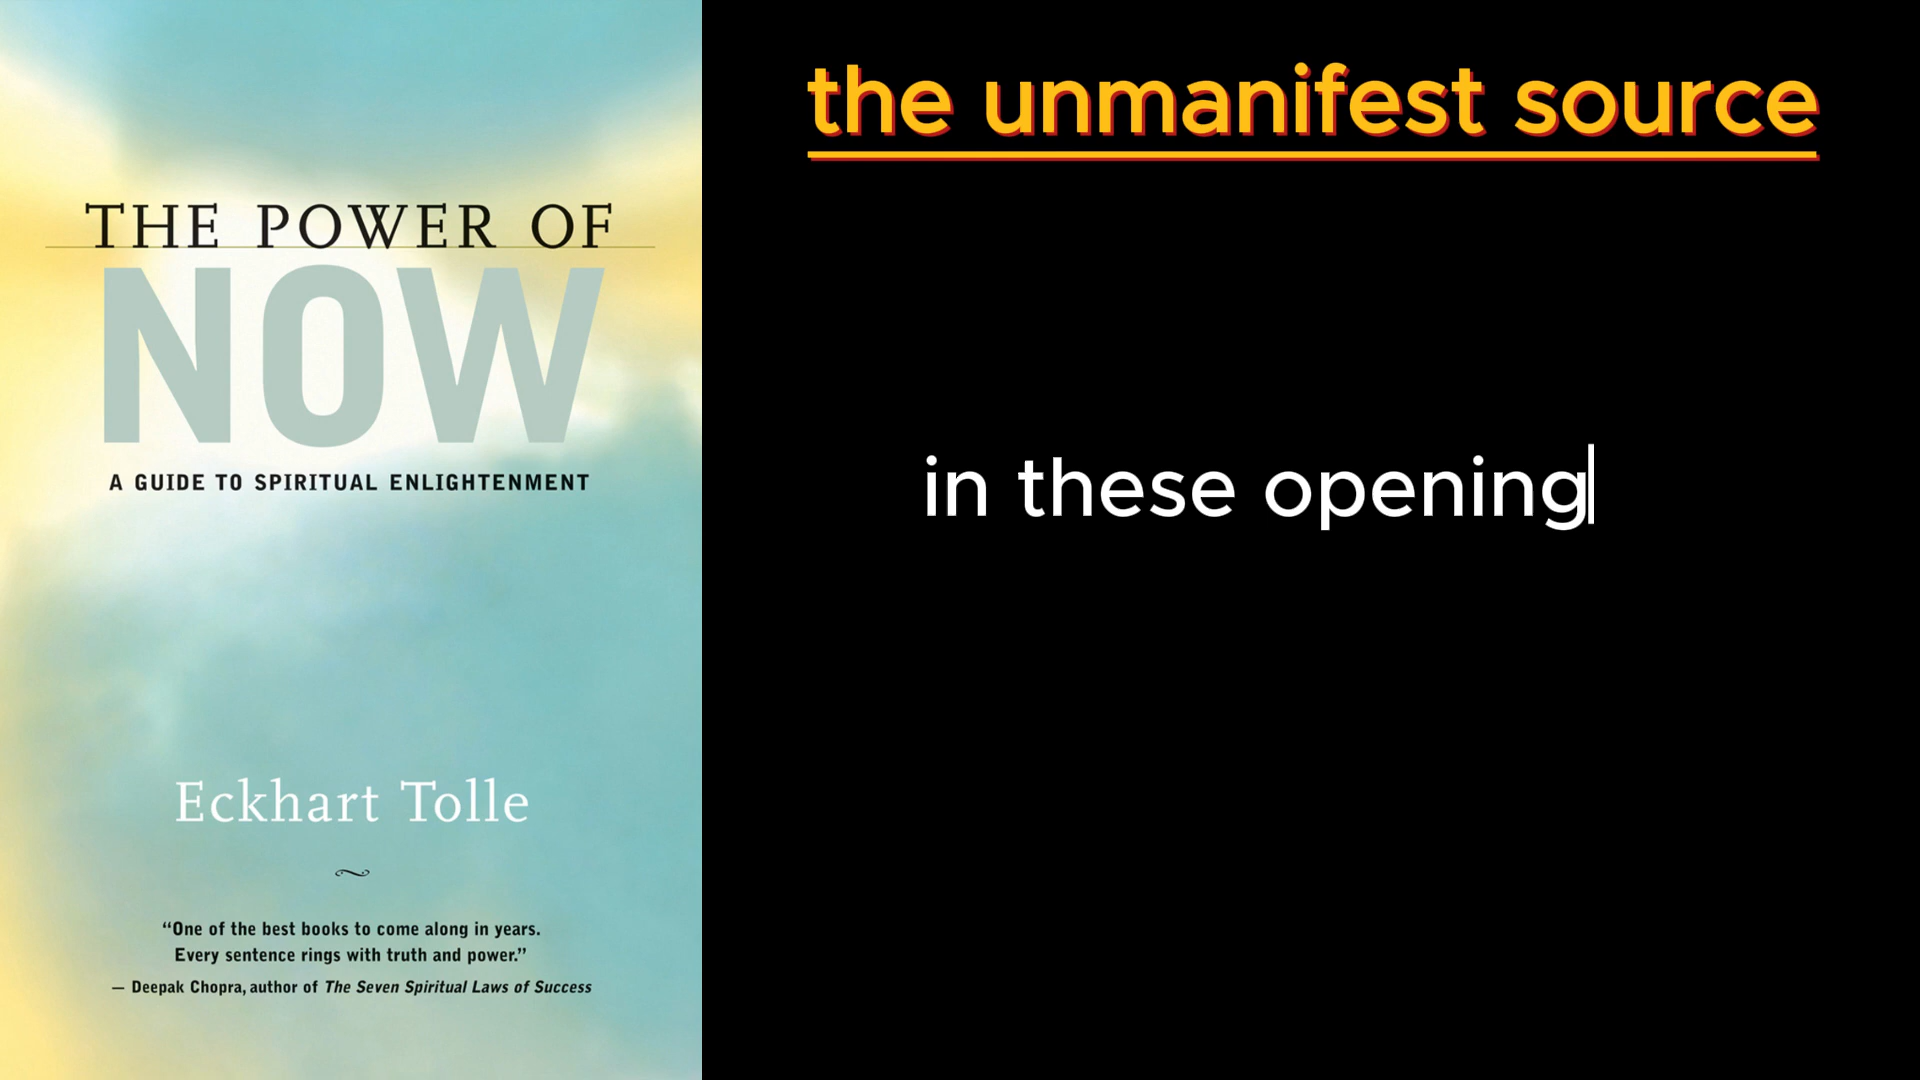 THE POWER OF
NOW
A GUIDE TO SPIRITUAL ENLIGHTENMENT
Eckhart Tolle
“One of the best books to come along in years.
Every sentence rings with truth and power.”
— Deepak Chopra, author of The Seven Spiritual Laws of Success
the unmanifest source
in these opening